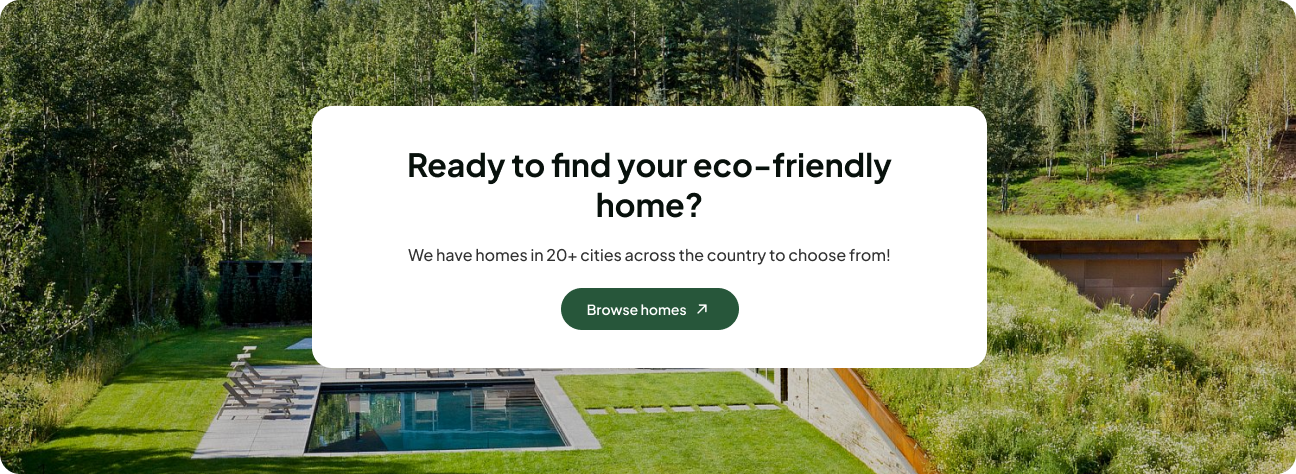 Ready to find your eco-friendly
home?
We have homes in 20+ cities across the country to choose from!
Browse homes